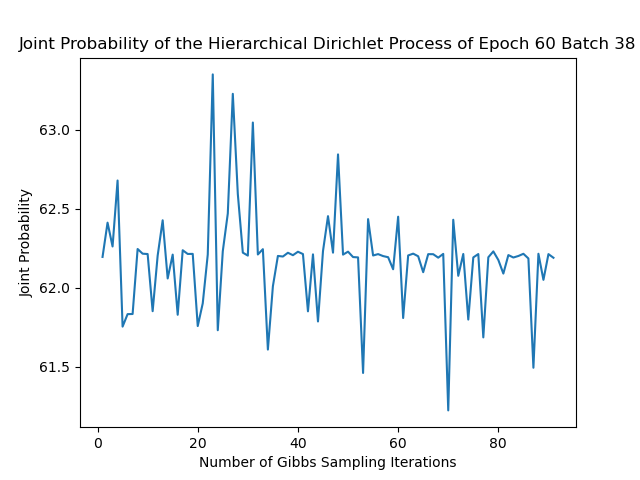 Joint Probability of the Hierarchical Dirichlet Process of Epoch 60 Batch 38
63.0
62.5
62.0
61.5
Joint Probability
0 20 40 60 80
Number of Gibbs Sampling Iterations